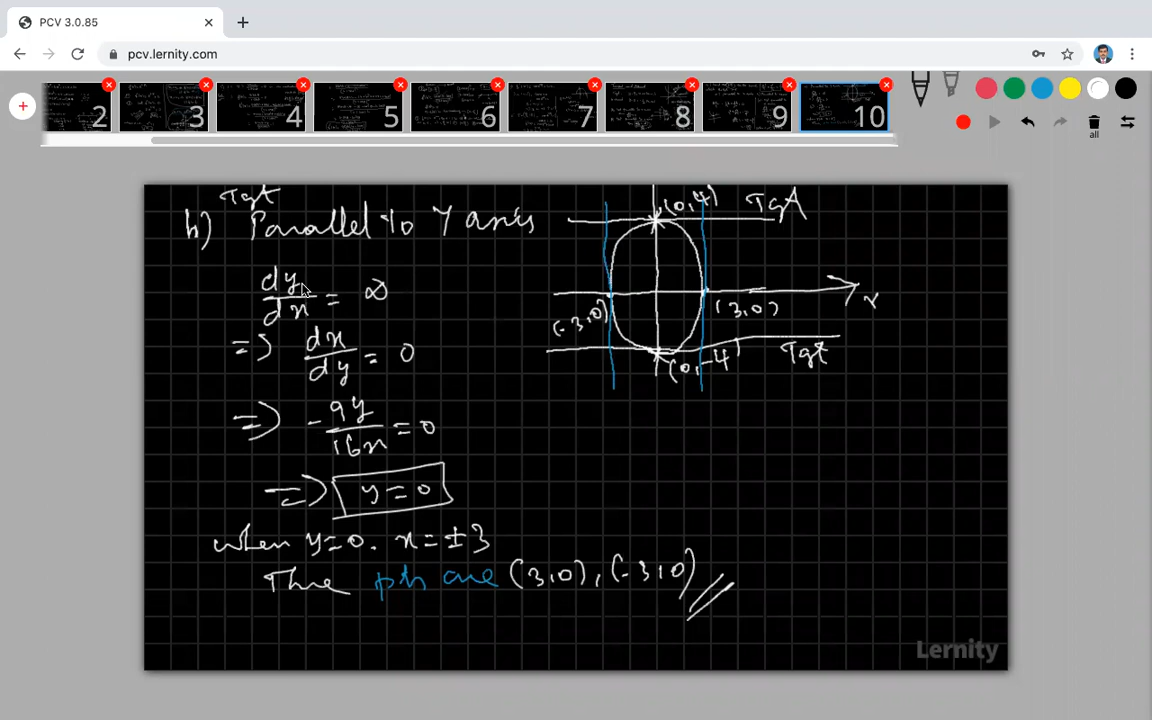 PCV 3.0.85
pcv.lernity.com
2 3 4 5 6 7 8 9 10
all
Tgt
b) Parallel to Y axis
dy/dx = ∞
=> dx/dy = 0
=> -9y/16x = 0
=> y = 0
when y=0. x = ±3
The pts are (3,0), (-3,0)
(0,4) Tgt
(-3,0) (3,0) x
(0,-4) Tgt
Lernity